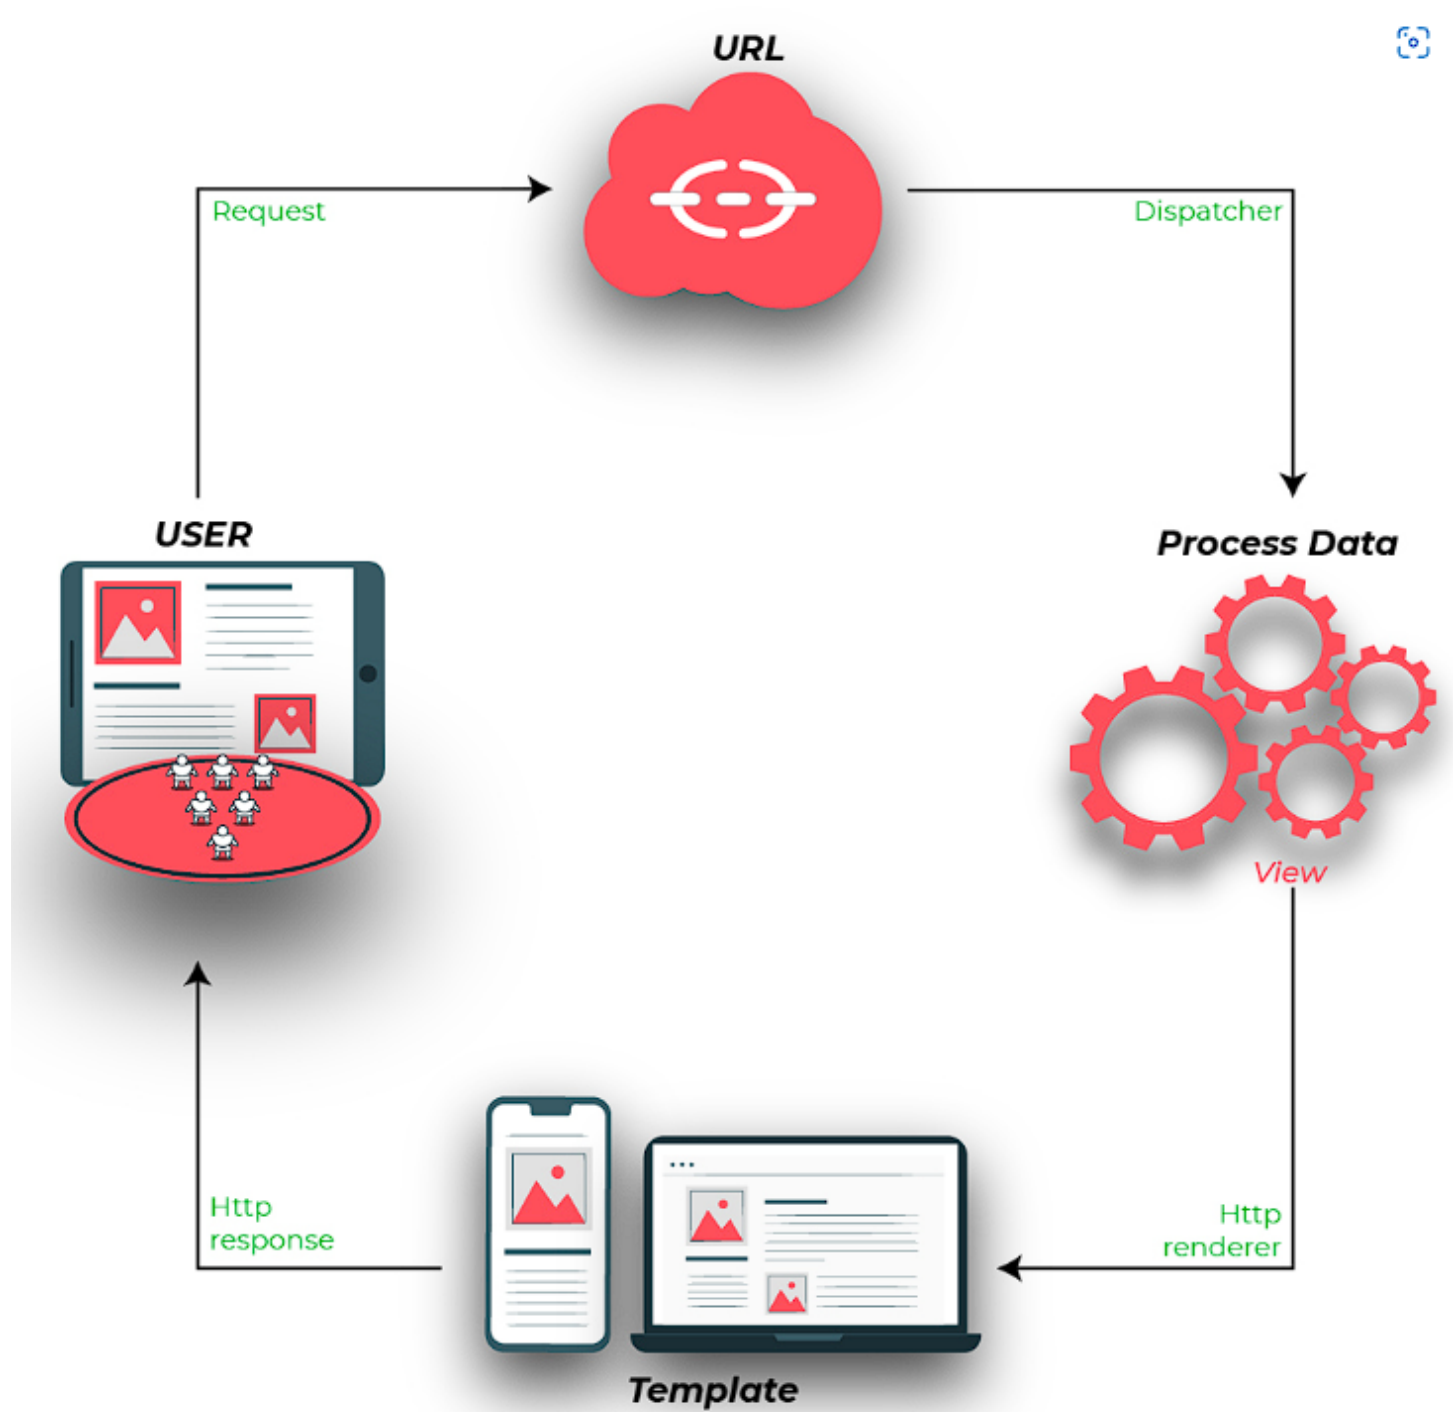 URL
Request
Dispatcher
USER
Process Data
View
Http
response
Http
renderer
Template